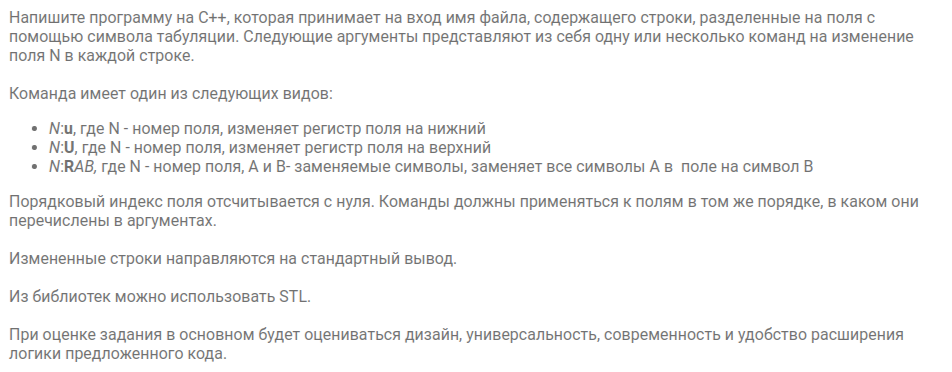 Напишите программу на C++, которая принимает на вход имя файла, содержащего строки, разделенные на поля с
помощью символа табуляции. Следующие аргументы представляют из себя одну или несколько команд на изменение
поля N в каждой строке.
Команда имеет один из следующих видов:
• N:u, где N - номер поля, изменяет регистр поля на нижний
• N:U, где N - номер поля, изменяет регистр поля на верхний
• N:RAB, где N - номер поля, A и B- заменяемые символы, заменяет все символы A в  поле на символ B
Порядковый индекс поля отсчитывается с нуля. Команды должны применяться к полям в том же порядке, в каком они
перечислены в аргументах.
Измененные строки направляются на стандартный вывод.
Из библиотек можно использовать STL.
При оценке задания в основном будет оцениваться дизайн, универсальность, современность и удобство расширения
логики предложенного кода.